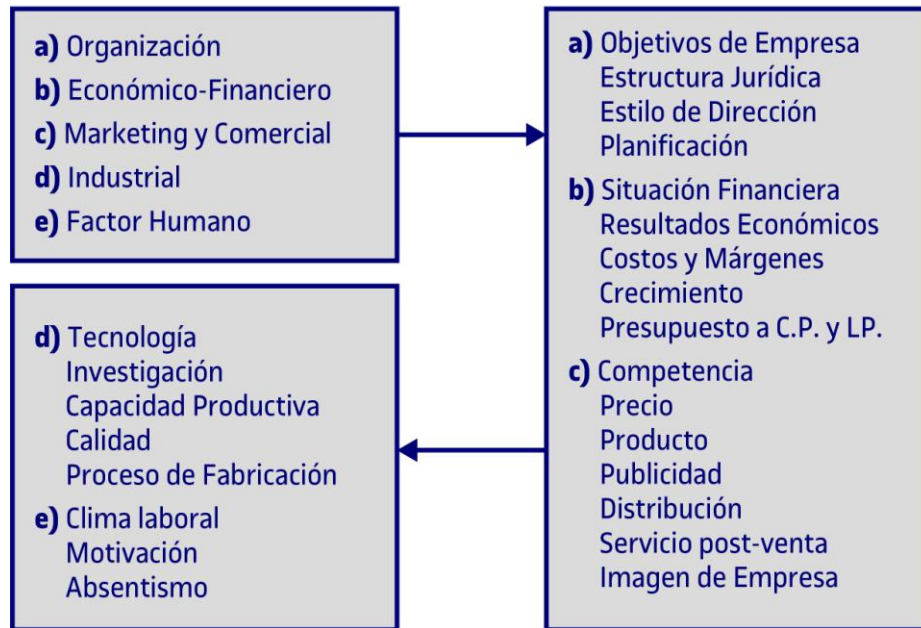 a) Organización
b) Económico-Financiero
c) Marketing y Comercial
d) Industrial
e) Factor Humano
a) Objetivos de Empresa
Estructura Jurídica
Estilo de Dirección
Planificación
b) Situación Financiera
Resultados Económicos
Costos y Márgenes
Crecimiento
Presupuesto a C.P. y LP.
c) Competencia
Precio
Producto
Publicidad
Distribución
Servicio post-venta
Imagen de Empresa
d) Tecnología
Investigación
Capacidad Productiva
Calidad
Proceso de Fabricación
e) Clima laboral
Motivación
Absentismo